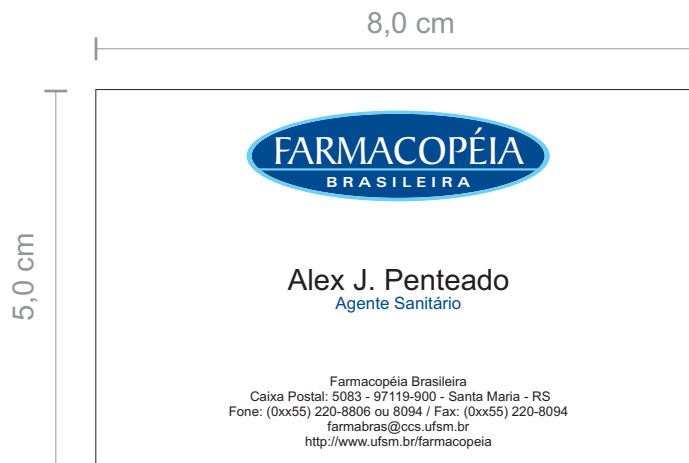 8,0 cm
5,0 cm
FARMACOPÉIA
BRASILEIRA
Alex J. Penteado
Agente Sanitário
Farmacopéia Brasileira
Caixa Postal: 5083 - 97119-900 - Santa Maria - RS
Fone: (0xx55) 220-8806 ou 8094 / Fax: (0xx55) 220-8094
farmabras@ccs.ufsm.br
http://www.ufsm.br/farmacopeia